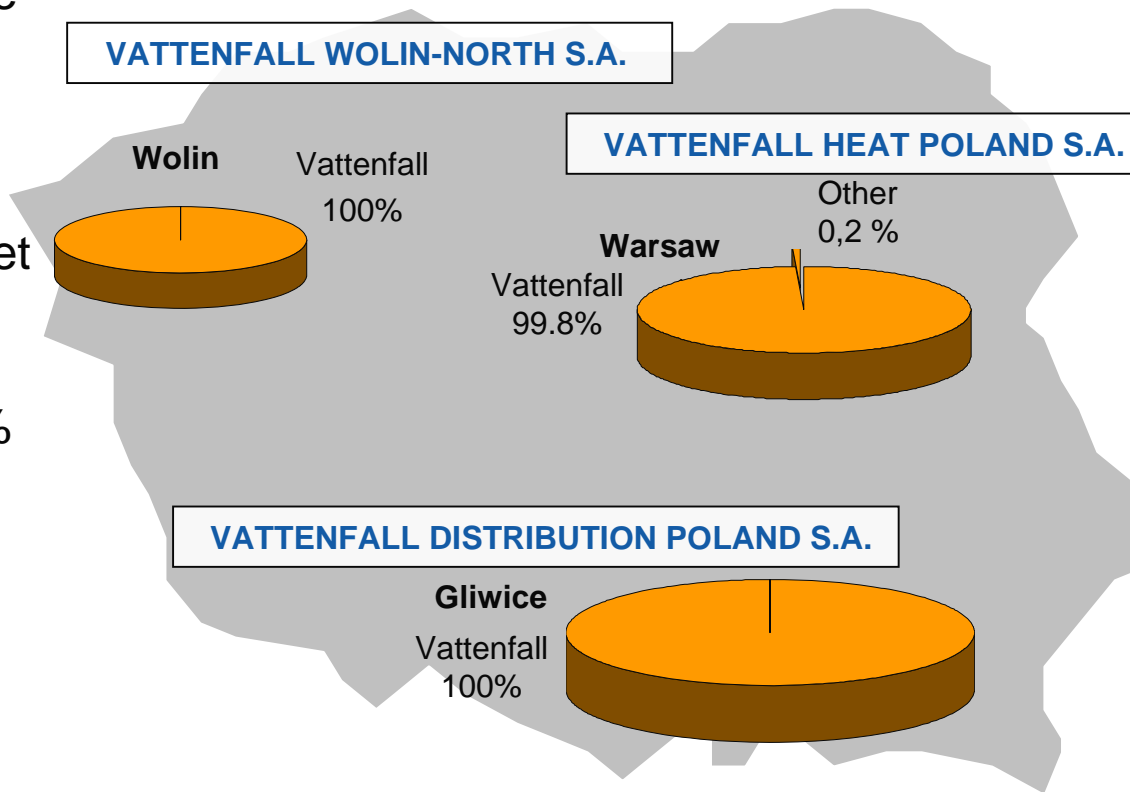 VATTENFALL WOLIN-NORTH S.A.
VATTENFALL HEAT POLAND S.A.
Wolin
Vattenfall
100%
Other
0,2 %
Warsaw
Vattenfall
99.8%
et
%
VATTENFALL DISTRIBUTION POLAND S.A.
Gliwice
Vattenfall
100%